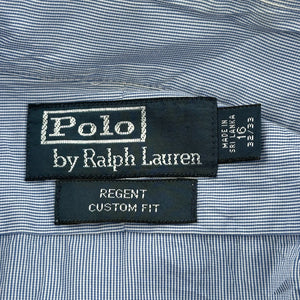 Polo
by Ralph Lauren
MADE IN
SRI LANKA
16
32/33
REGENT
CUSTOM FIT